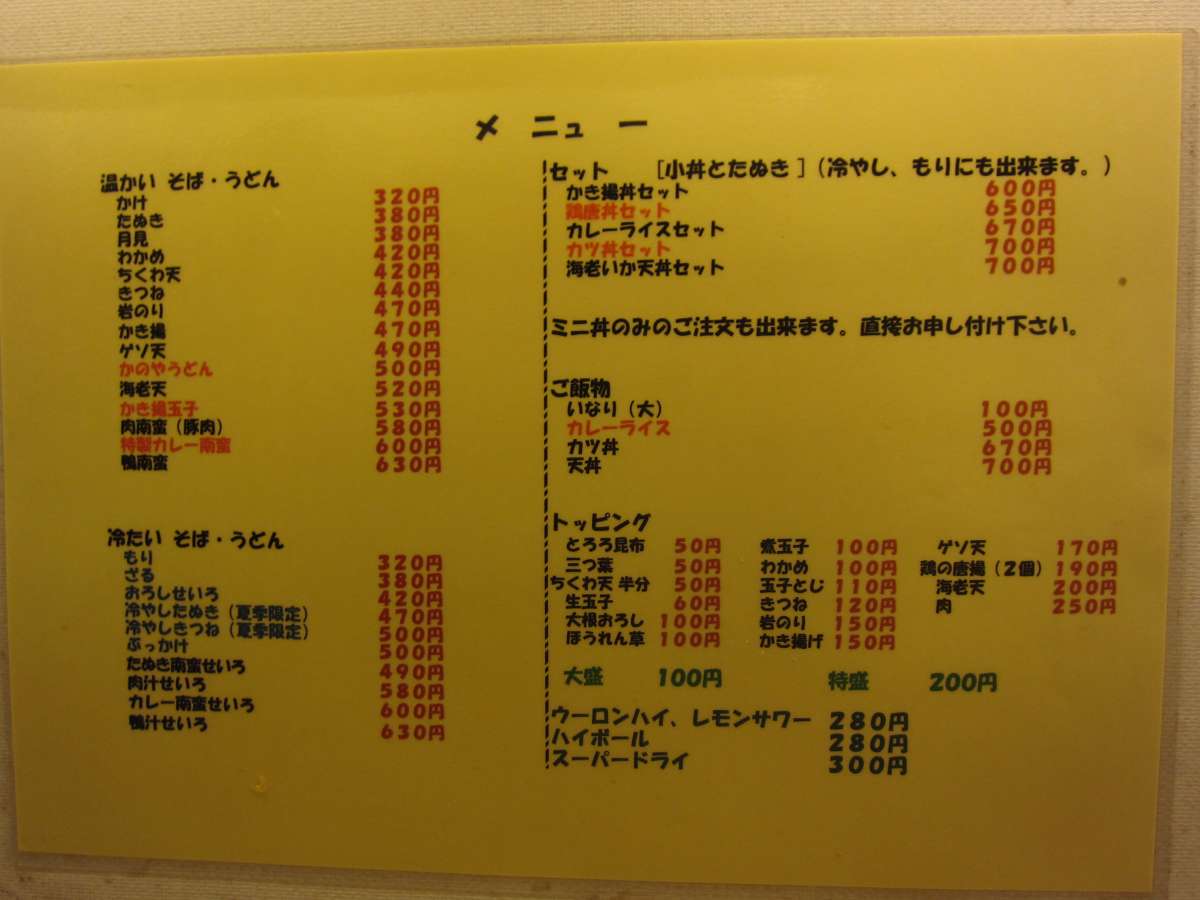 メニュー
温かい そば・うどん
かけ 320円
たぬき 380円
月見 380円
わかめ 420円
ちくわ天 420円
きつね 440円
岩のり 470円
かき揚 470円
ゲソ天 490円
かのやうどん 500円
海老天 520円
かき揚玉子 530円
肉南蛮(豚肉) 580円
特製カレー南蛮 600円
鴨南蛮 630円
冷たい そば・うどん
もり 320円
ざる 380円
おろしせいろ 420円
冷やしたぬき(夏季限定) 470円
冷やしきつね(夏季限定) 500円
ぶっかけ 500円
たぬき南蛮せいろ 490円
肉汁せいろ 580円
カレー南蛮せいろ 600円
鴨汁せいろ 630円
セット [小丼とたぬき](冷やし、もりにも出来ます。)
かき揚丼セット 600円
鶏唐丼セット 650円
カレーライスセット 670円
カツ丼セット 700円
海老いか天丼セット 700円
ミニ丼のみのご注文も出来ます。直接お申し付け下さい。
ご飯物
いなり(大) 100円
カレーライス 500円
カツ丼 670円
天丼 700円
トッピング
とろろ昆布 50円 煮玉子 100円 ゲソ天 170円
三つ葉 50円 わかめ 100円 鶏の唐揚(2個) 190円
ちくわ天 半分 50円 玉子とじ 110円 海老天 200円
生玉子 60円 きつね 120円 肉 250円
大根おろし 100円 岩のり 150円
ほうれん草 100円 かき揚げ 150円
大盛 100円 特盛 200円
ウーロンハイ、レモンサワー 280円
ハイボール 280円
スーパードライ 300円